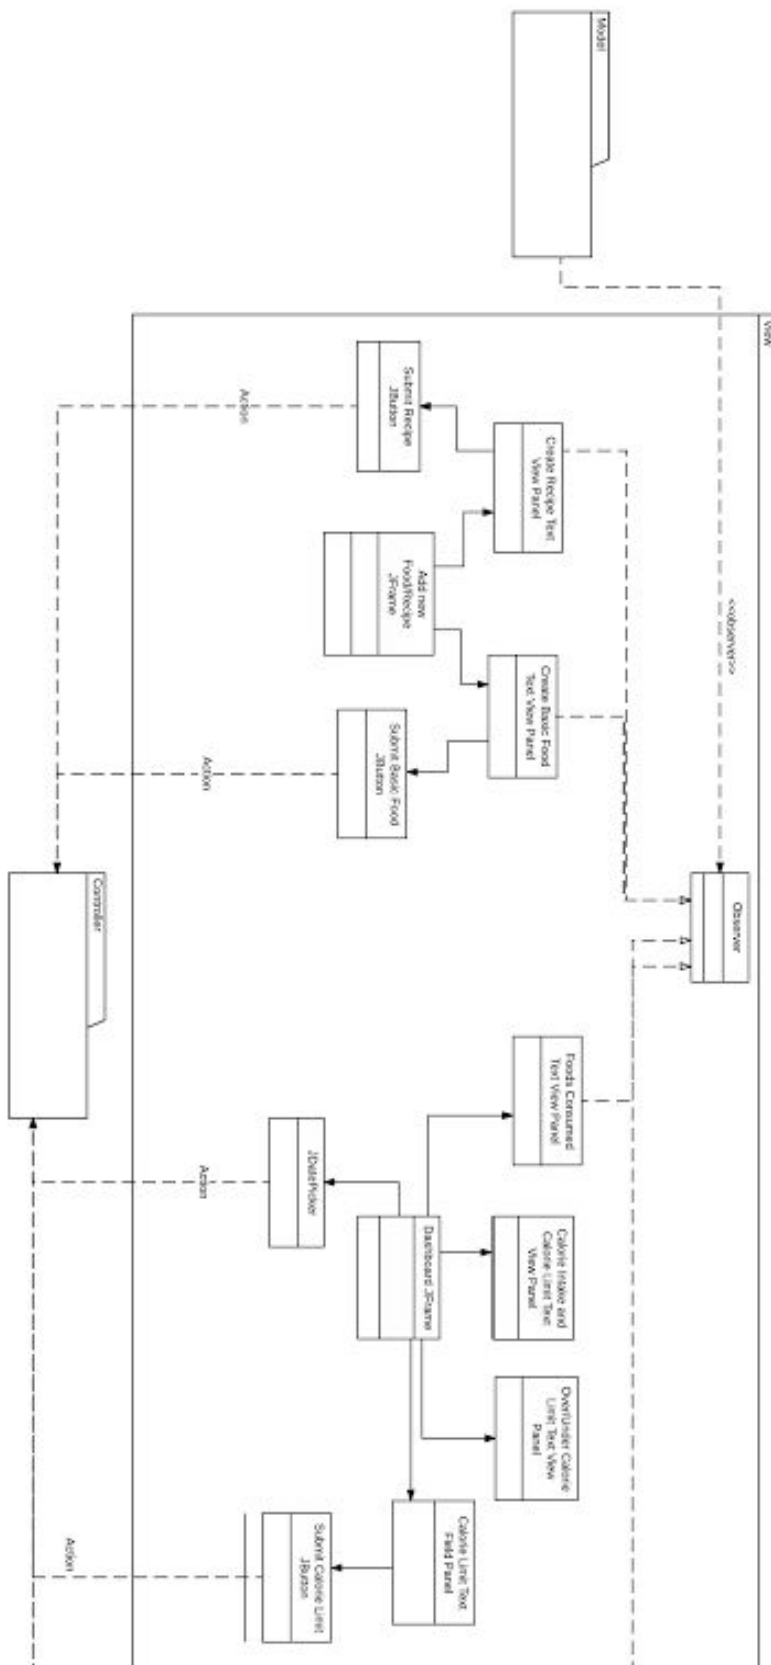 Model
View
<<observer>>
Observer
Create Recipe Text
View Panel
Submit Recipe
JButton
Action
Add new
Food/Recipe
JFrame
Create Basic Food
Text View Panel
Submit Basic Food
JButton
Action
Controller
Foods Consumed
Text View Panel
Calorie Intake and
Calorie Limit Text
View Panel
Over/Under Calorie
Limit Text View
Panel
Dashboard JFrame
JDatePicker
Action
Calorie Limit Text
Field Panel
Submit Calorie Limit
JButton
Action